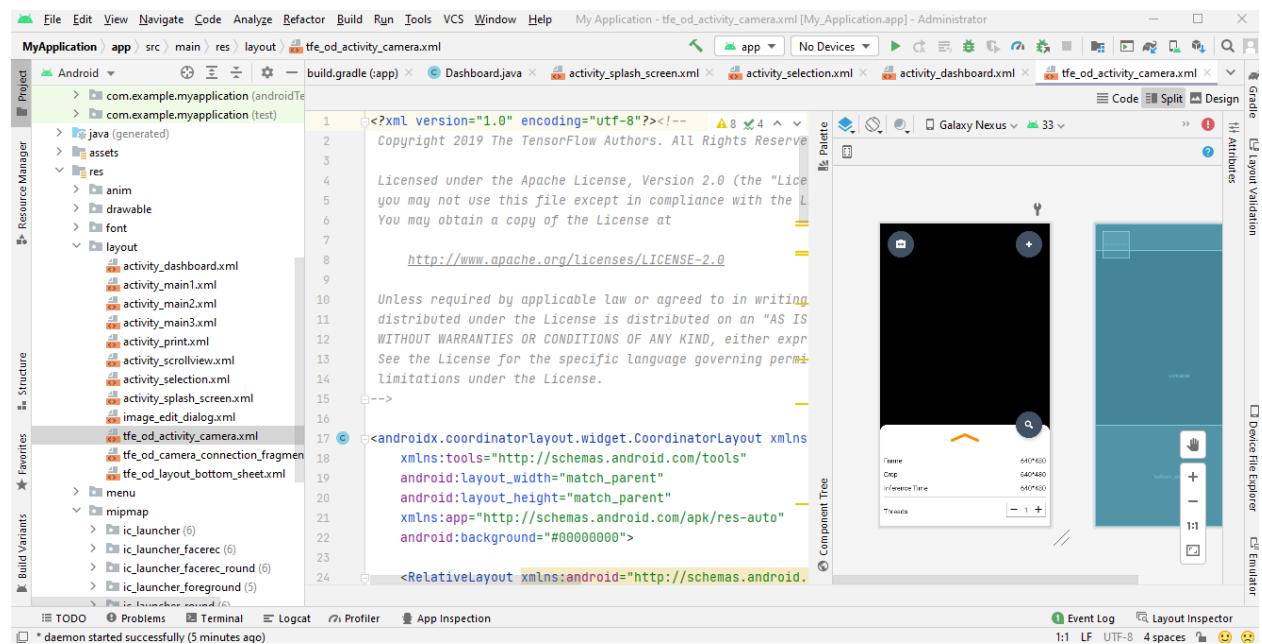 File Edit View Navigate Code Analyze Refactor Build Run Tools VCS Window Help My Application - tfe_od_activity_camera.xml [My_Application.app] - Administrator
MyApplication app src main res layout tfe_od_activity_camera.xml app No Devices
Android build.gradle (:app) Dashboard.java activity_splash_screen.xml activity_selection.xml activity_dashboard.xml tfe_od_activity_camera.xml
Code Split Design
Project
Resource Manager
Structure
Favorites
Build Variants
com.example.myapplication (androidTe
com.example.myapplication (test)
java (generated)
assets
res
anim
drawable
font
layout
activity_dashboard.xml
activity_main1.xml
activity_main2.xml
activity_main3.xml
activity_print.xml
activity_scrollview.xml
activity_selection.xml
activity_splash_screen.xml
image_edit_dialog.xml
tfe_od_activity_camera.xml
tfe_od_camera_connection_fragmen
tfe_od_layout_bottom_sheet.xml
menu
mipmap
ic_launcher (6)
ic_launcher_facerec (6)
ic_launcher_facerec_round (6)
ic_launcher_foreground (5)
ic_launcher_round (6)
8 4
1 <?xml version="1.0" encoding="utf-8"?><!--
2 Copyright 2019 The TensorFlow Authors. All Rights Reserve
3
4 Licensed under the Apache License, Version 2.0 (the "Lice
5 you may not use this file except in compliance with the L
6 You may obtain a copy of the License at
7
8 http://www.apache.org/licenses/LICENSE-2.0
9
10 Unless required by applicable law or agreed to in writing
11 distributed under the License is distributed on an "AS IS
12 WITHOUT WARRANTIES OR CONDITIONS OF ANY KIND, either expr
13 See the License for the specific language governing permi
14 limitations under the License.
15 -->
16
17 <androidx.coordinatorlayout.widget.CoordinatorLayout xmlns
18 xmlns:tools="http://schemas.android.com/tools"
19 android:layout_width="match_parent"
20 android:layout_height="match_parent"
21 xmlns:app="http://schemas.android.com/apk/res-auto"
22 android:background="#00000000">
23
24 <RelativeLayout xmlns:android="http://schemas.android.
Palette
Component Tree
Galaxy Nexus 33
Frame 640*480
Crop 640*480
Inference Time 640*480
Threads 1
1:1
Attributes
Gradle
Layout Validation
Device File Explorer
Emulator
TODO Problems Terminal Logcat Profiler App Inspection 1 Event Log Layout Inspector
* daemon started successfully (5 minutes ago) 1:1 LF UTF-8 4 spaces